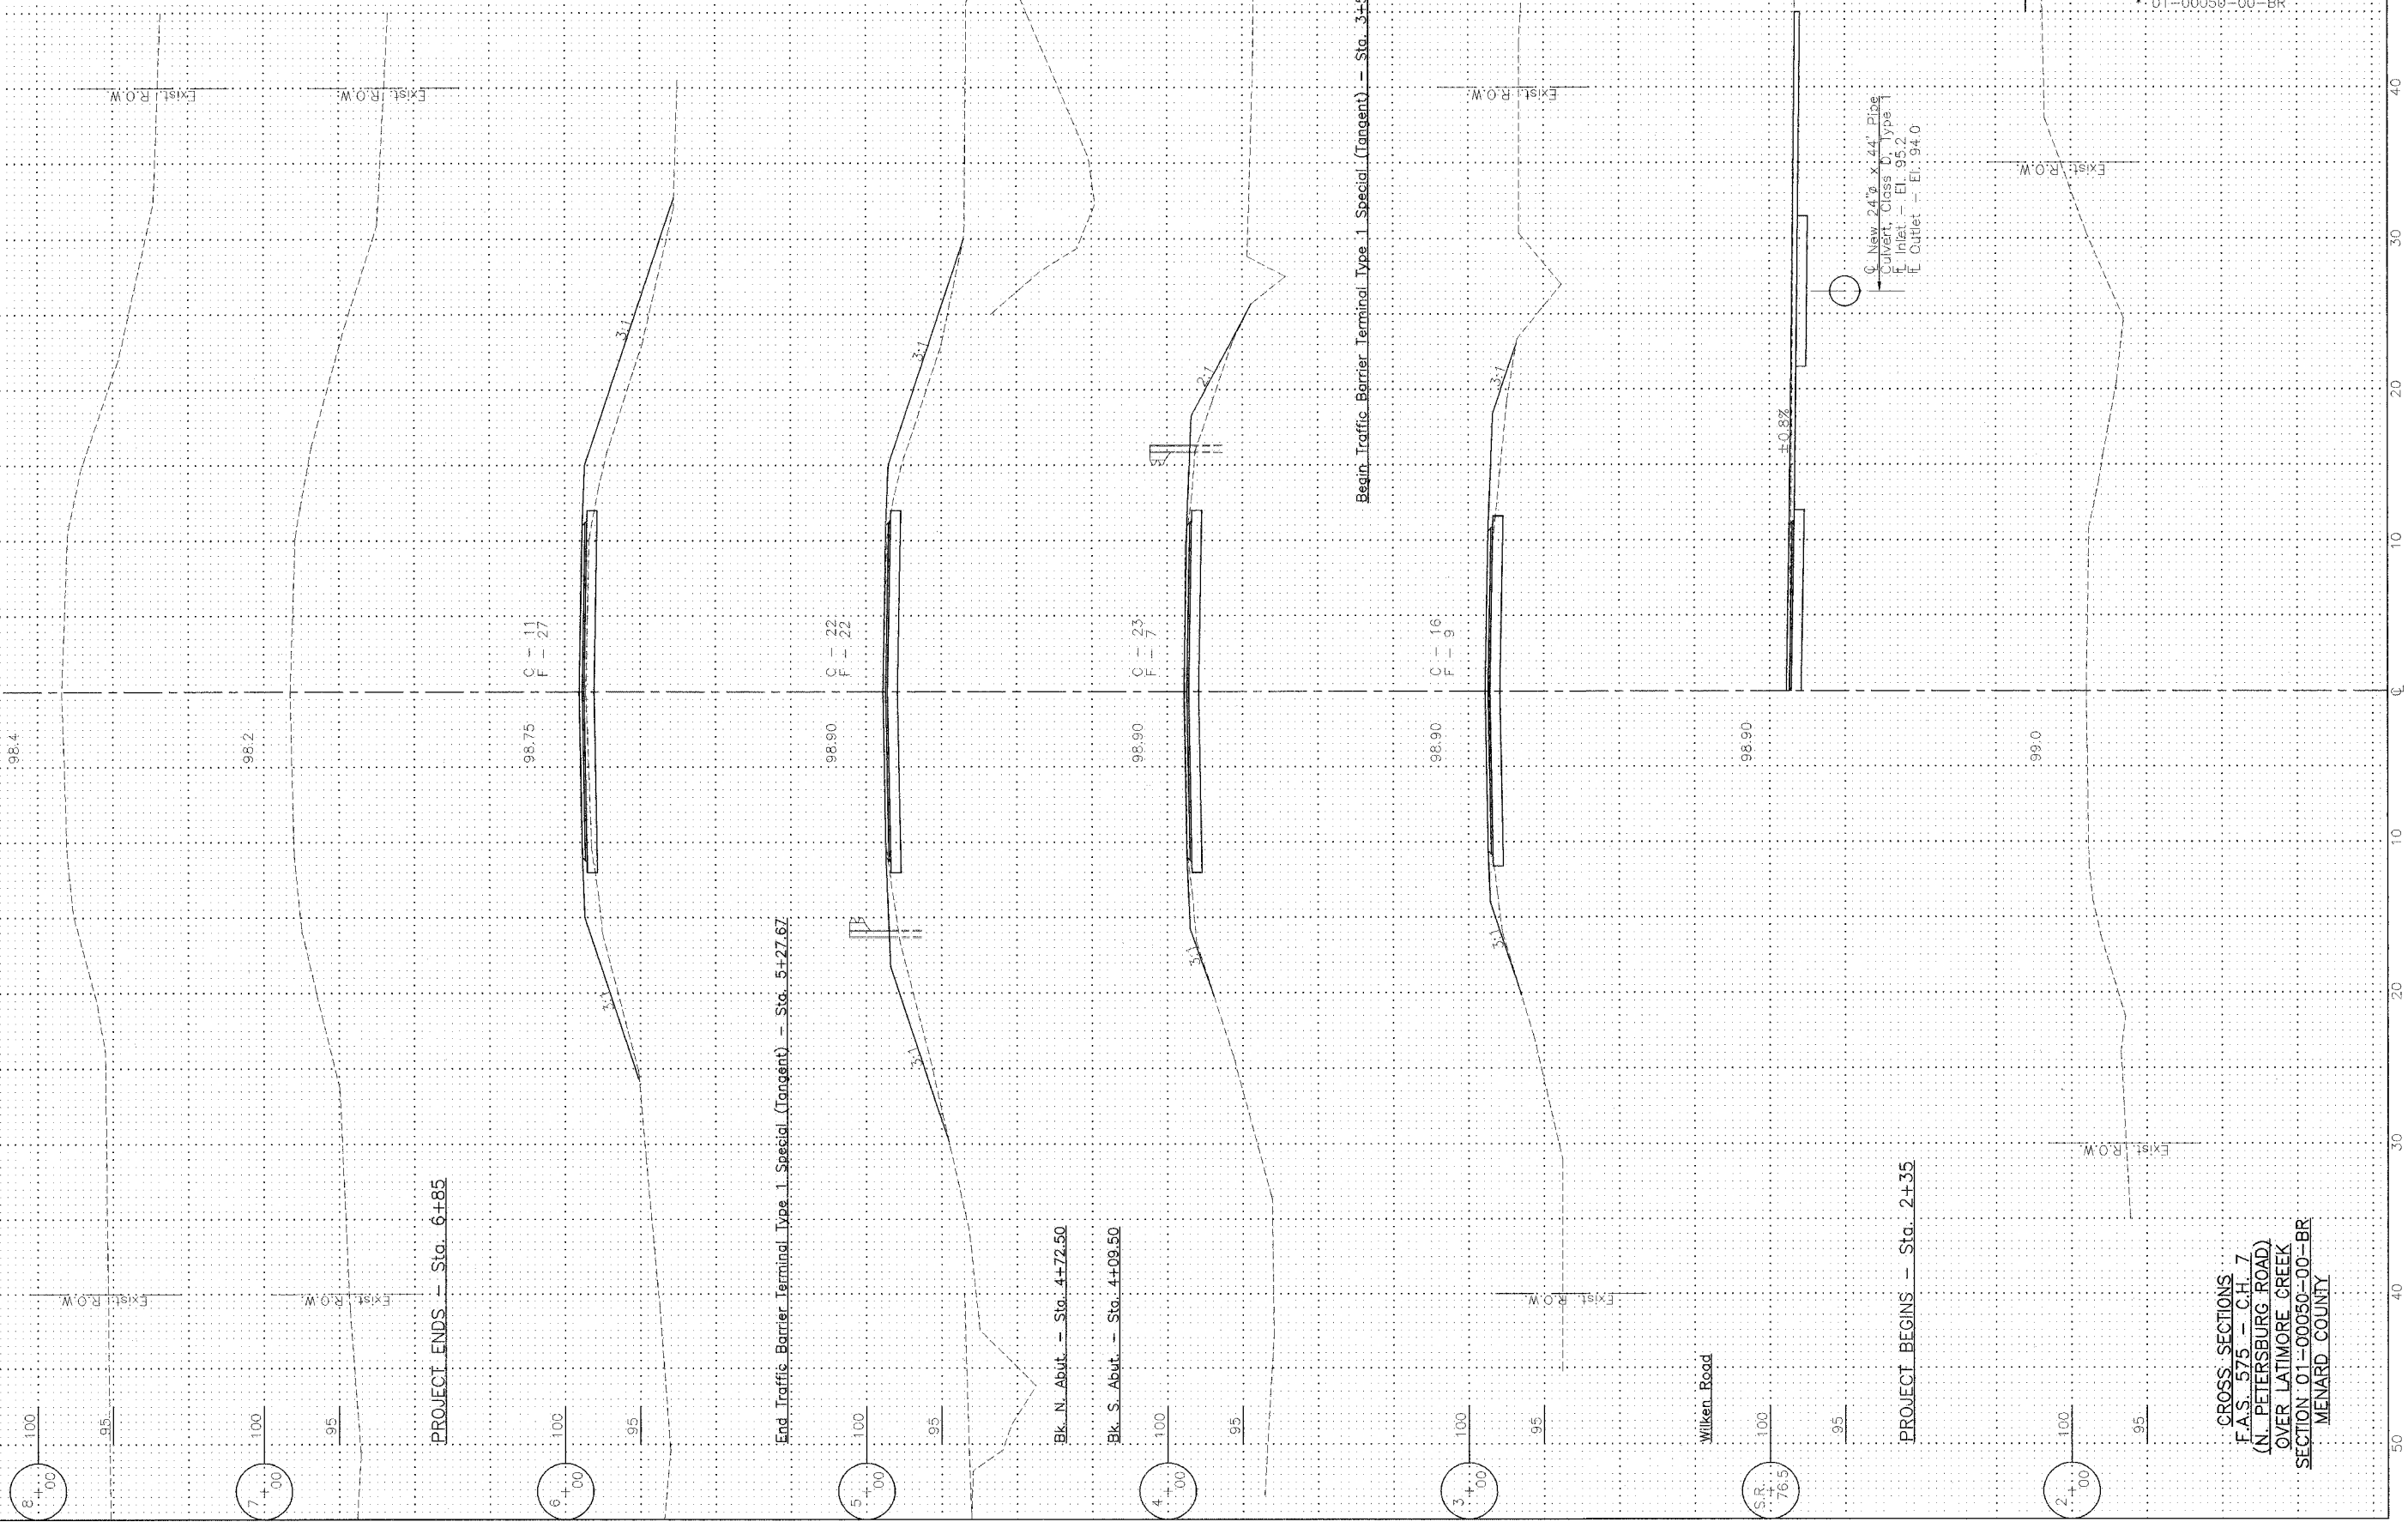 8+00
100
95
98.4
Exist. R.O.W.
Exist. R.O.W.
7+00
100
95
98.2
Exist. R.O.W.
Exist. R.O.W.
PROJECT ENDS - Sta. 6+85
6+00
100
95
98.75
C - 11
F - 27
3:1
3:1
End Traffic Barrier Terminal Type 1 Special (Tangent) - Sta. 5+27.67
5+00
100
95
98.90
C - 22
F - 22
3:1
3:1
Bk. N. Abut. - Sta. 4+72.50
Bk. S. Abut. - Sta. 4+09.50
4+00
100
95
98.90
C - 23
F - 7
3:1
2:1
Begin Traffic Barrier Terminal Type 1 Special (Tangent) - Sta. 3+5
3+00
100
95
98.90
C - 16
F - 9
3:1
3:1
Exist. R.O.W.
Exist. R.O.W.
Wilken Road
S.R.
+76.5
100
95
98.90
±0.8%
℄ New 24"ø x 44' Pipe
Culvert, Class D, Type 1
FL Inlet - El. 95.2
FL Outlet - El. 94.0
PROJECT BEGINS - Sta. 2+35
2+00
100
95
99.0
Exist. R.O.W.
Exist. R.O.W.
CROSS SECTIONS
F.A.S. 575 - C.H. 7
(N. PETERSBURG ROAD)
OVER LATIMORE CREEK
SECTION 01-00050-00-BR
MENARD COUNTY
50 40 30 20 10 ℄ 10 20 30 40
01-00050-00-BR